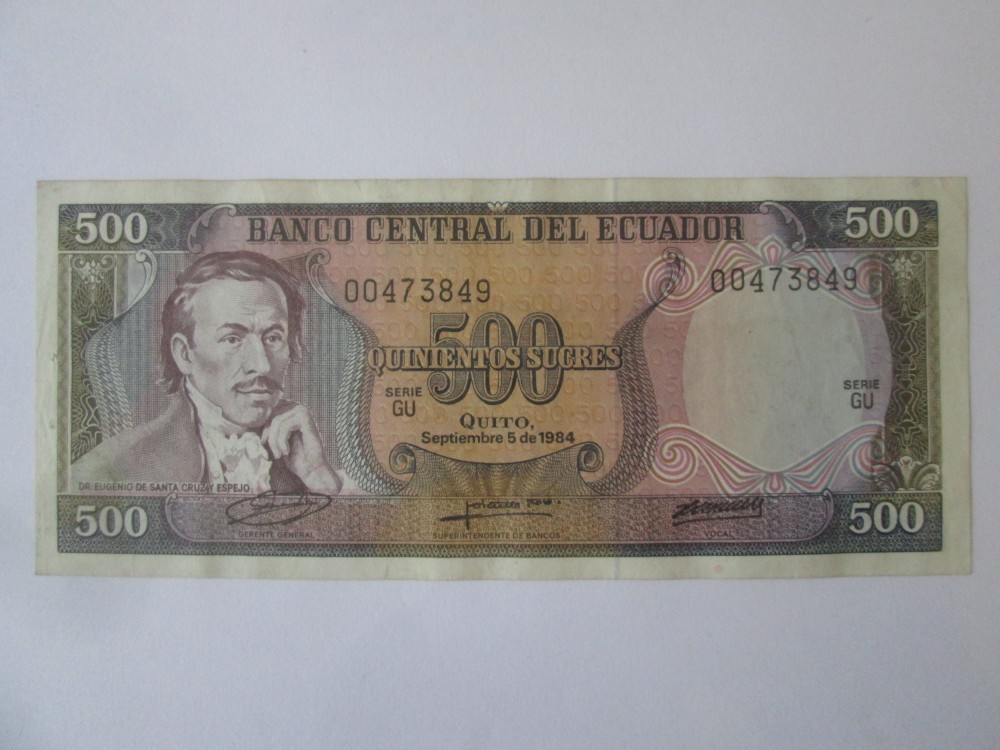 500
BANCO CENTRAL DEL ECUADOR
500
00473849
00473849
500
QUINIENTOS SUCRES
SERIE
GU
SERIE
GU
QUITO,
Septiembre 5 de 1984
DR. EUGENIO DE SANTA CRUZ Y ESPEJO
500
GERENTE GENERAL
SUPERINTENDENTE DE BANCOS
VOCAL
500